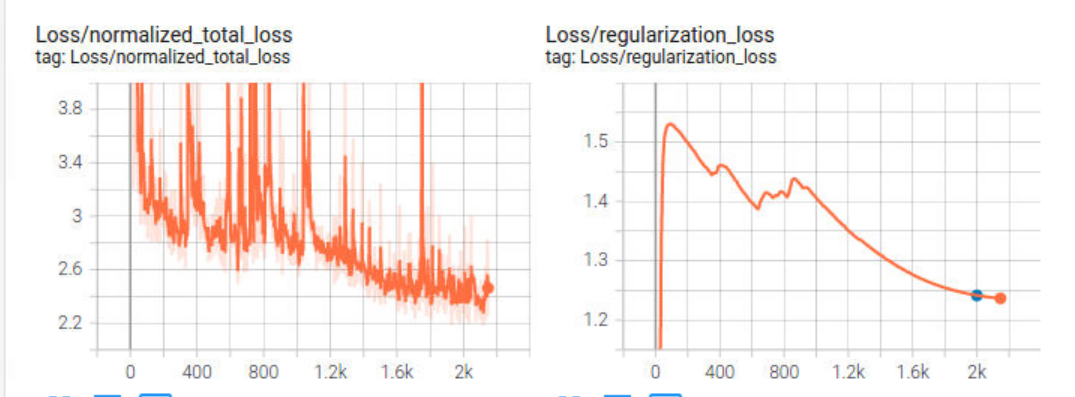 Loss/normalized_total_loss
tag: Loss/normalized_total_loss
3.8
3.4
3
2.6
2.2
0 400 800 1.2k 1.6k 2k
Loss/regularization_loss
tag: Loss/regularization_loss
1.5
1.4
1.3
1.2
0 400 800 1.2k 1.6k 2k